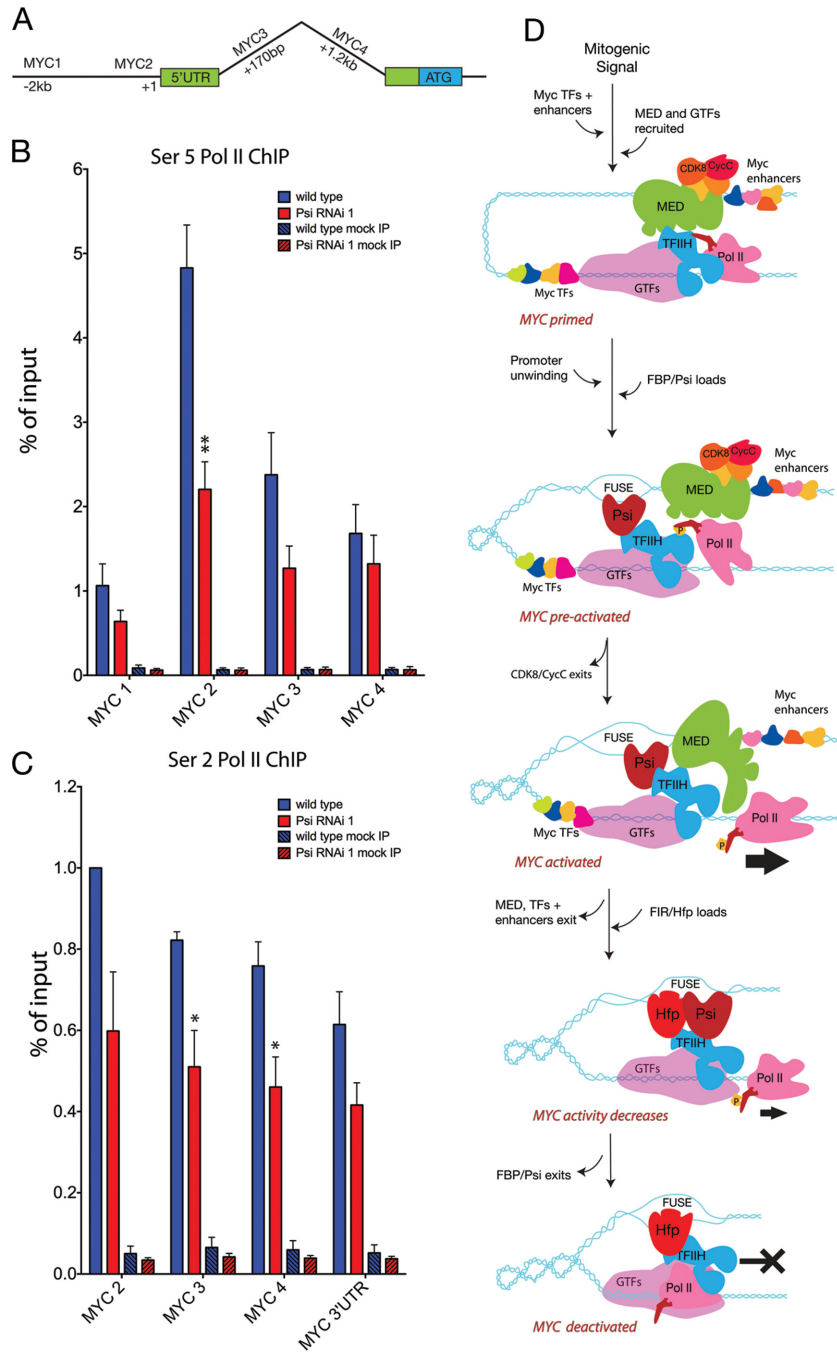 A
MYC1
-2kb
MYC2
+1
5'UTR
MYC3
+170bp
MYC4
+1.2kb
ATG
B
Ser 5 Pol II ChIP
wild type
Psi RNAi 1
wild type mock IP
Psi RNAi 1 mock IP
% of input
6
5
4
3
2
1
0
**
MYC 1
MYC 2
MYC 3
MYC 4
C
Ser 2 Pol II ChIP
wild type
Psi RNAi 1
wild type mock IP
Psi RNAi 1 mock IP
% of input
1.2
1.0
0.8
0.6
0.4
0.2
0.0
*
*
MYC 2
MYC 3
MYC 4
MYC 3'UTR
D
Mitogenic
Signal
Myc TFs +
enhancers
MED and GTFs
recruited
CDK8
CycC
Myc
enhancers
MED
TFIIH
Pol II
GTFs
Myc TFs
MYC primed
Promoter
unwinding
FBP/Psi loads
CDK8
CycC
Myc
enhancers
FUSE
MED
Psi
P
TFIIH
Pol II
GTFs
Myc TFs
MYC pre-activated
CDK8/CycC exits
Myc
enhancers
FUSE
MED
Psi
TFIIH
Pol II
GTFs
Myc TFs
P
MYC activated
MED, TFs +
enhancers exit
FIR/Hfp loads
FUSE
Hfp
Psi
TFIIH
GTFs
Pol II
P
MYC activity decreases
FBP/Psi exits
FUSE
Hfp
TFIIH
GTFs
Pol II
MYC deactivated